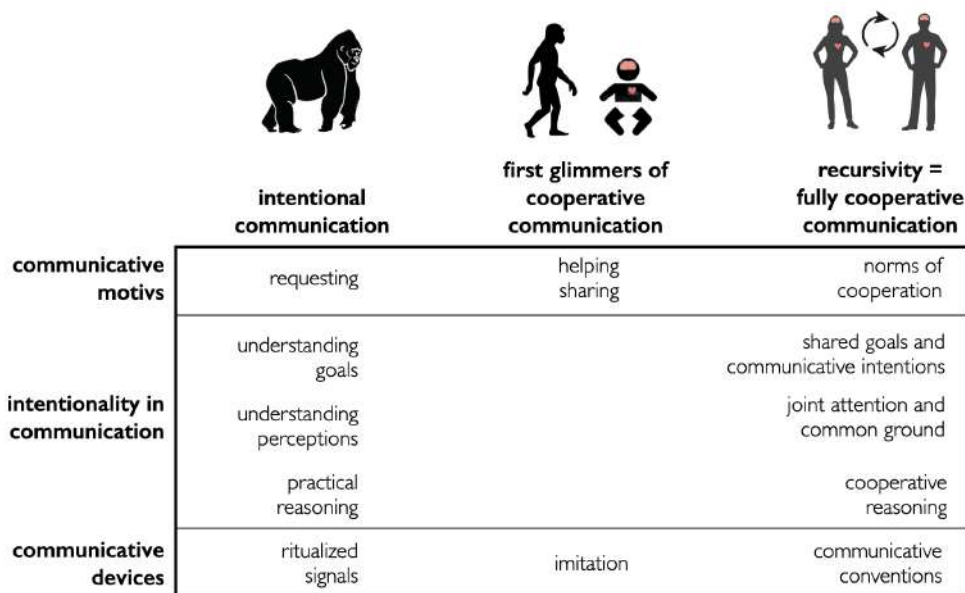 intentional
communication
first glimmers of
cooperative
communication
recursivity =
fully cooperative
communication
communicative
motivs
requesting
helping
sharing
norms of
cooperation
intentionality in
communication
understanding
goals
shared goals and
communicative intentions
understanding
perceptions
joint attention and
common ground
practical
reasoning
cooperative
reasoning
communicative
devices
ritualized
signals
imitation
communicative
conventions